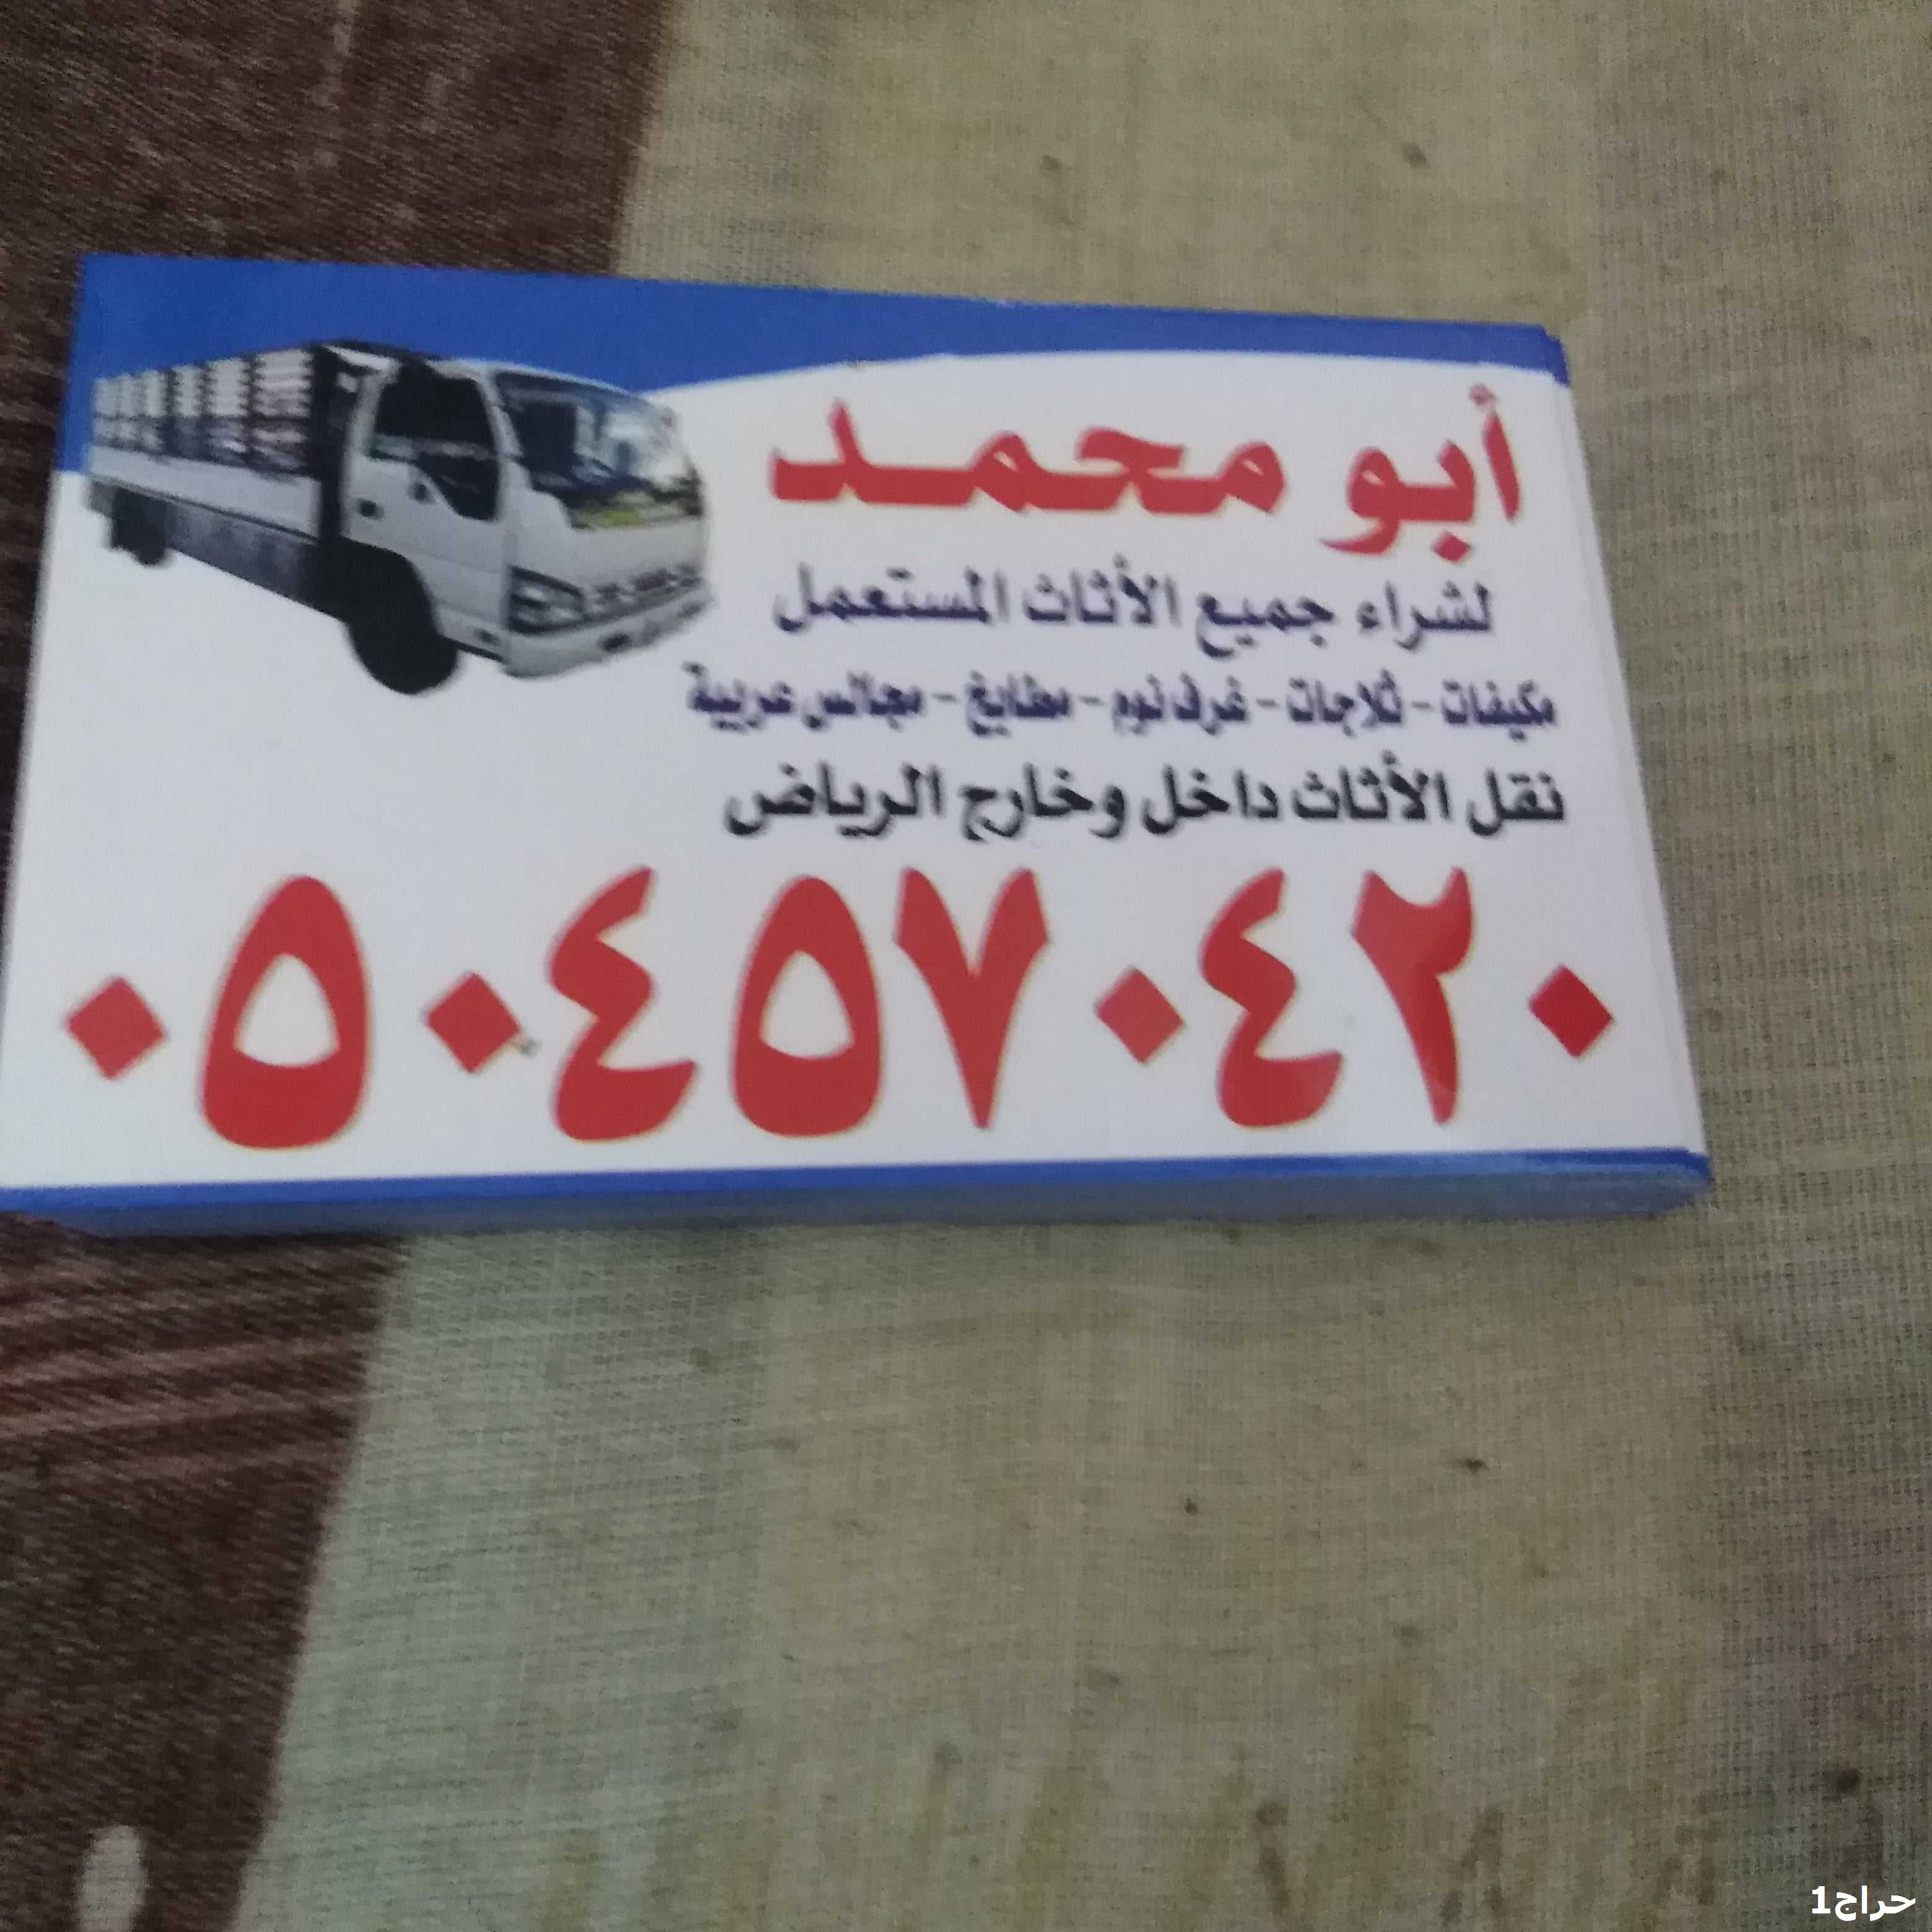 أبو محمد
لشراء جميع الأثاث المستعمل
مكيفات - ثلاجات - غرف نوم - مطابخ - مجالس عربية
نقل الأثاث داخل وخارج الرياض
٠٥٠٤٥٧٠٤٢٠
حراج1